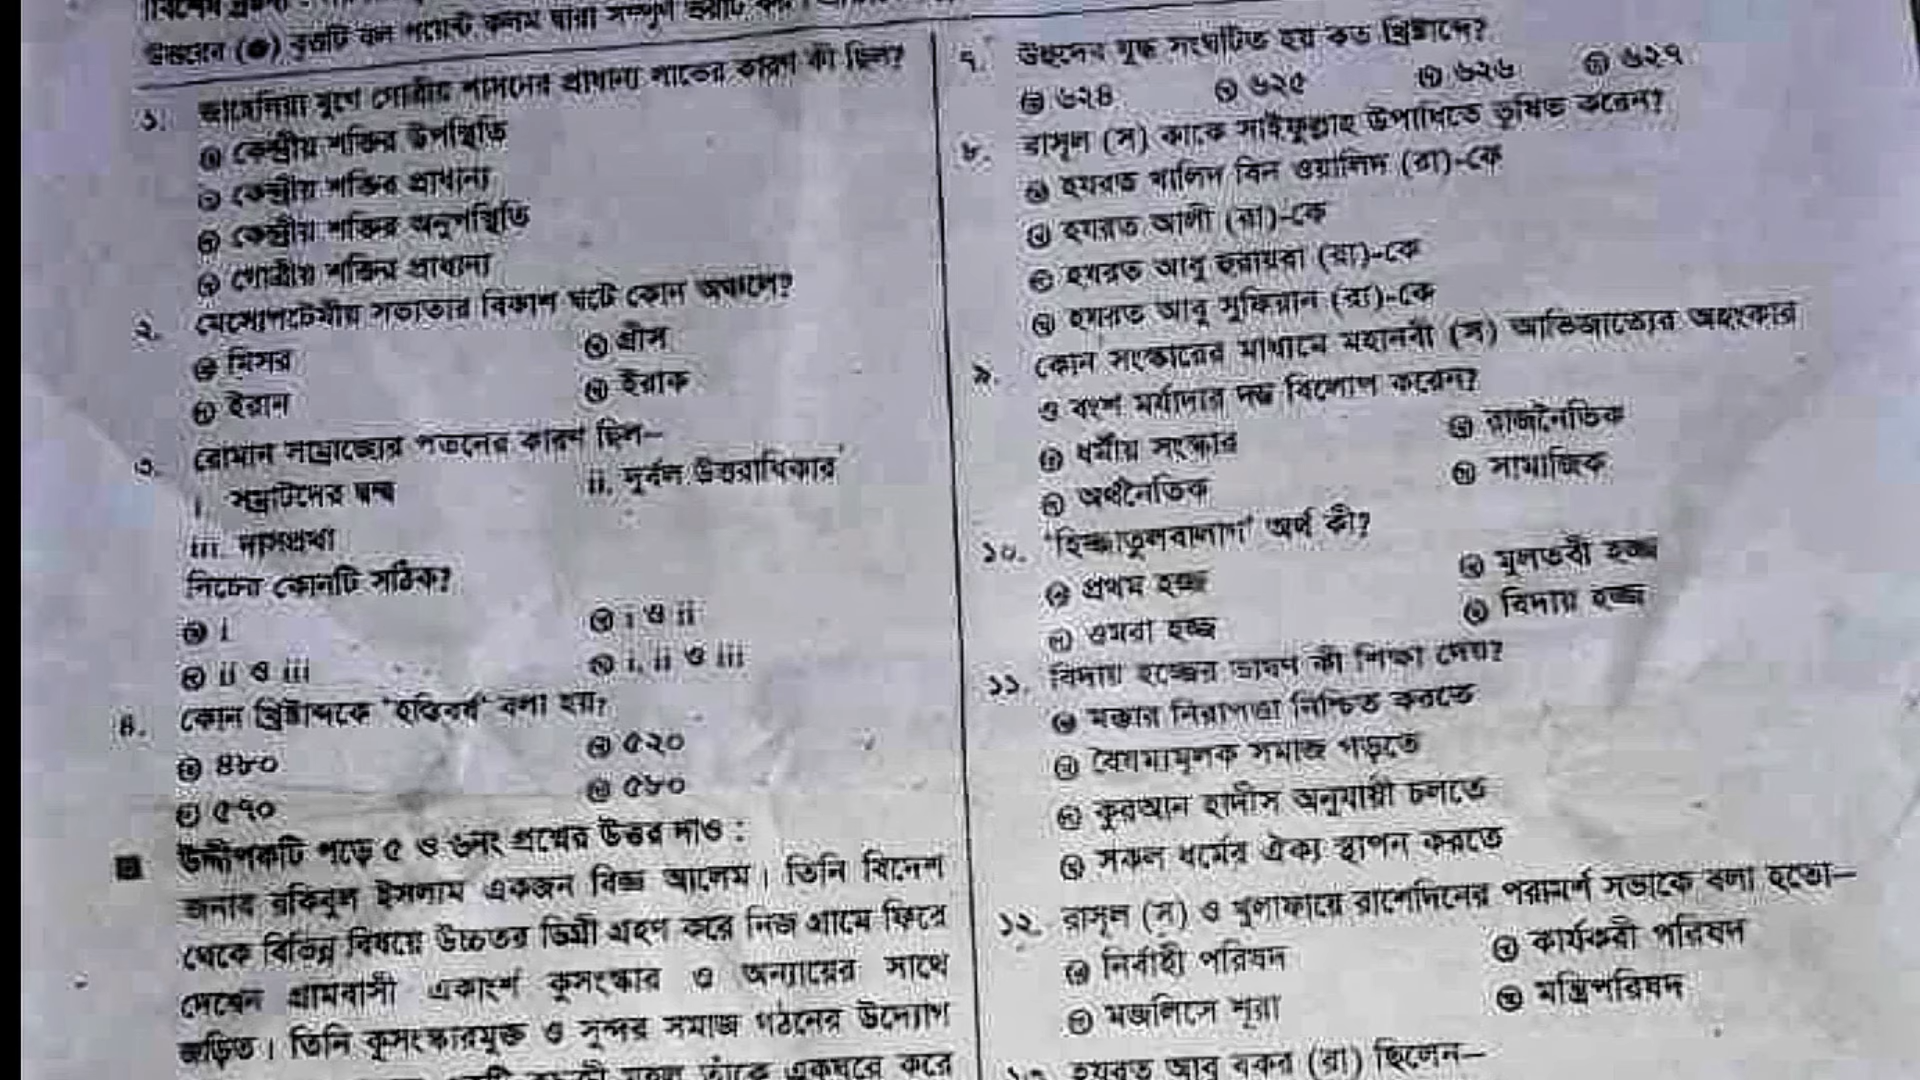 উত্তরের (●) বৃত্তটি বল পয়েন্ট কলম দ্বারা সম্পূর্ণ ভরাট কর।
১. জাহেলিয়া যুগে গোত্রীয় শাসনের প্রাধান্য লাভের কারণ কী ছিল?
ক কেন্দ্রীয় শক্তির উপস্থিতি
খ কেন্দ্রীয় শক্তির প্রাধান্য
গ কেন্দ্রীয় শক্তির অনুপস্থিতি
ঘ গোত্রীয় শক্তির প্রাধান্য
২. মেসোপটেমীয় সভ্যতার বিকাশ ঘটে কোন অঞ্চলে?
ক মিসর খ গ্রীস
গ ইরান ঘ ইরাক
৩. রোমান সাম্রাজ্যের পতনের কারণ ছিল—
i. সম্রাটদের দ্বন্দ্ব ii. দুর্বল উত্তরাধিকার
iii. দাসপ্রথা
নিচের কোনটি সঠিক?
ক i খ i ও ii
গ ii ও iii ঘ i, ii ও iii
৪. কোন খ্রিষ্টাব্দকে 'হস্তিবর্ষ' বলা হয়?
ক ৪৮০ খ ৫২০
গ ৫৭০ ঘ ৫৮০
উদ্দীপকটি পড়ে ৫ ও ৬নং প্রশ্নের উত্তর দাও :
জনাব রকিবুল ইসলাম একজন বিজ্ঞ আলেম। তিনি বিদেশ
থেকে বিভিন্ন বিষয়ে উচ্চতর ডিগ্রী গ্রহণ করে নিজ গ্রামে ফিরে
দেখেন গ্রামবাসী একাংশ কুসংস্কার ও অন্যায়ের সাথে
জড়িত। তিনি কুসংস্কারমুক্ত ও সুন্দর সমাজ গঠনের উদ্যোগ
তাঁকে একঘরে করে
৭. উহুদের যুদ্ধ সংঘটিত হয় কত খ্রিষ্টাব্দে?
ক ৬২৪ খ ৬২৫ গ ৬২৬ ঘ ৬২৭
৮. রাসূল (স) কাকে সাইফুল্লাহ উপাধিতে ভূষিত করেন?
ক হযরত খালিদ বিন ওয়ালিদ (রা)-কে
খ হযরত আলী (রা)-কে
গ হযরত আবু হুরায়রা (রা)-কে
ঘ হযরত আবু সুফিয়ান (রা)-কে
৯. কোন সংস্কারের মাধ্যমে মহানবী (স) আভিজাত্যের অহংকার
ও বংশ মর্যাদার দম্ভ বিলোপ করেন?
ক ধর্মীয় সংস্কার খ রাজনৈতিক
গ অর্থনৈতিক ঘ সামাজিক
১০. 'হিজ্জাতুলবালাগ' অর্থ কী?
ক প্রথম হজ্জ খ মুলতবী হজ্জ
গ ওমরা হজ্জ ঘ বিদায় হজ্জ
১১. বিদায় হজ্জের ভাষণ কী শিক্ষা দেয়?
ক মক্কার নিরাপত্তা নিশ্চিত করতে
খ বৈষম্যমূলক সমাজ গড়তে
গ কুরআন হাদীস অনুযায়ী চলতে
ঘ সকল ধর্মের ঐক্য স্থাপন করতে
১২. রাসূল (স) ও খুলাফায়ে রাশেদিনের পরামর্শ সভাকে বলা হতো—
ক নির্বাহী পরিষদ খ কার্যকরী পরিষদ
গ মজলিসে শূরা ঘ মন্ত্রিপরিষদ
১৩. হযরত আবু বকর (রা) ছিলেন—